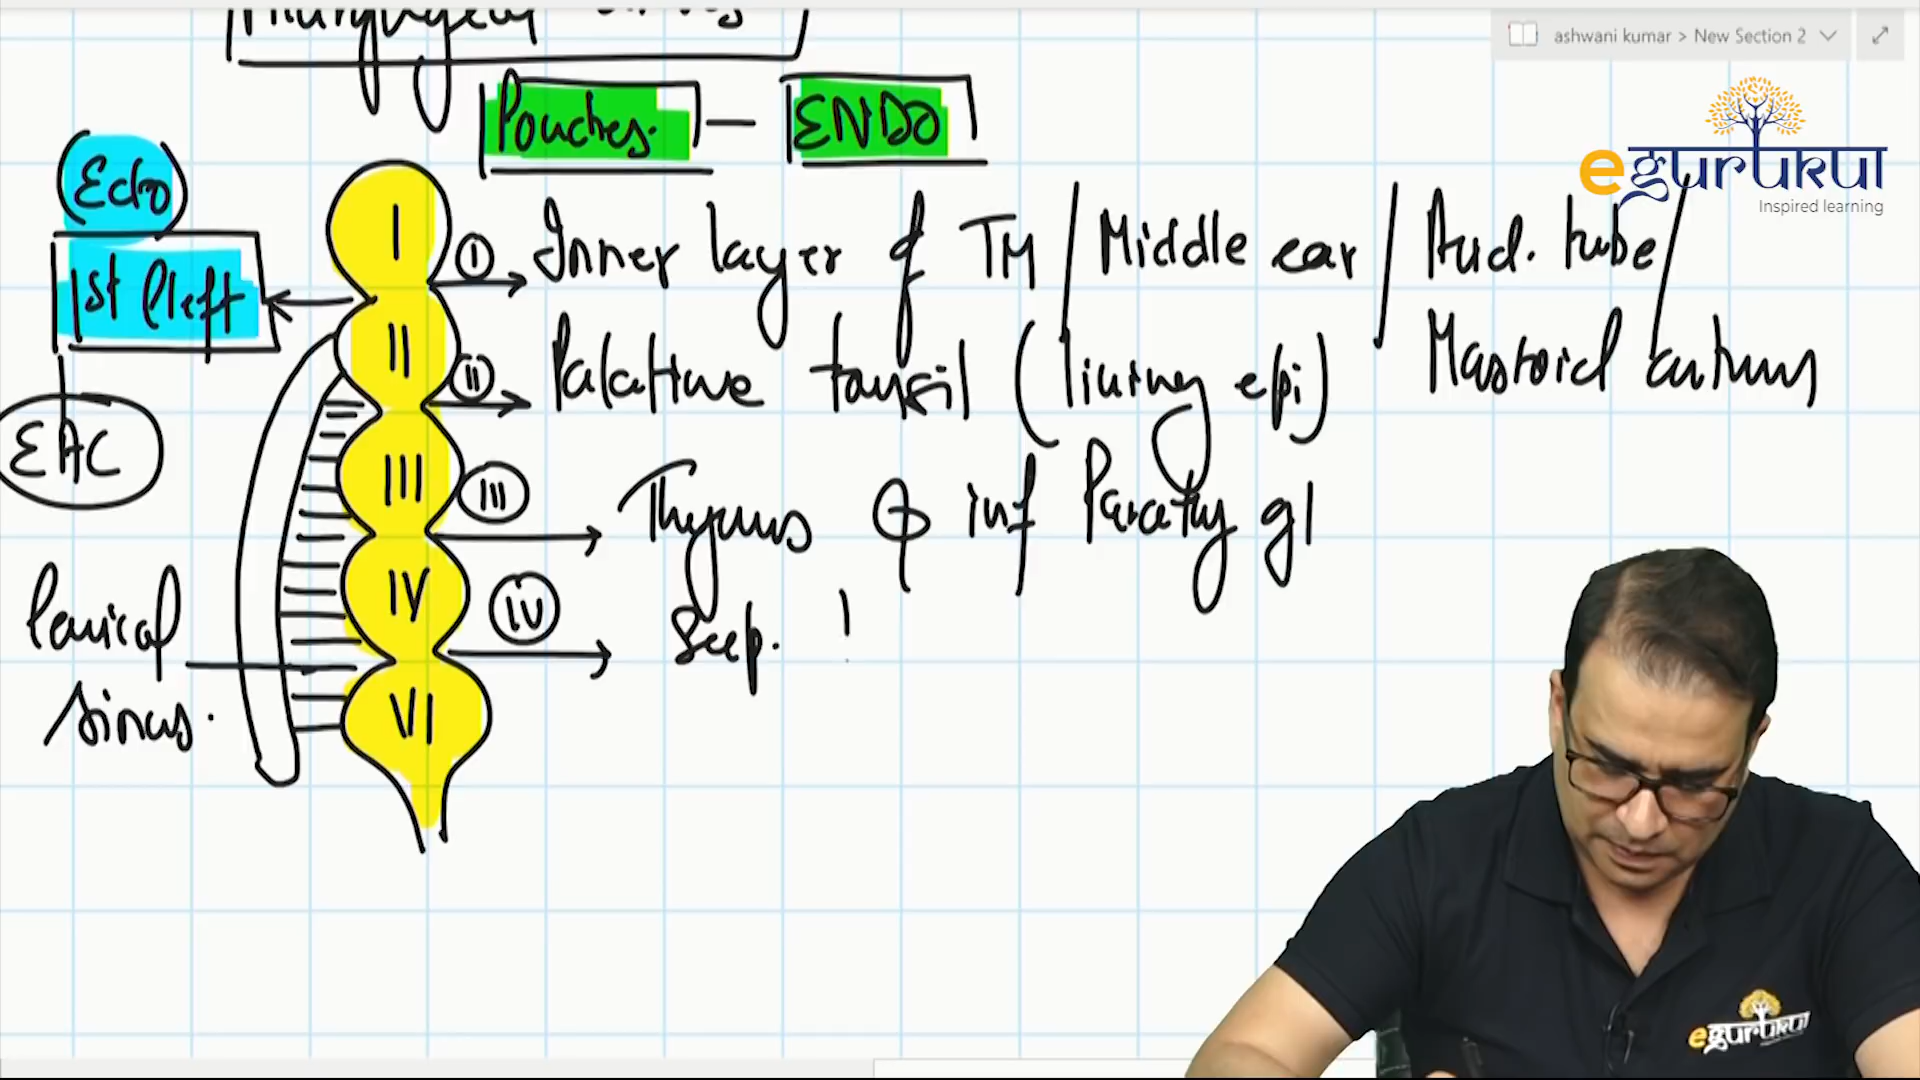 ashwani kumar > New Section 2
Pouches. — ENDO
egurukul
Inspired learning
Ecto
1st Cleft
EAC
I
II
III
IV
VI
I → Inner layer of TM / Middle ear / Aud. tube /
Mastoid antrum
II → Palatine tonsil (lining epi)
III → Thymus & inf Parathy gl
IV → Sup.
sinus.
egurukul